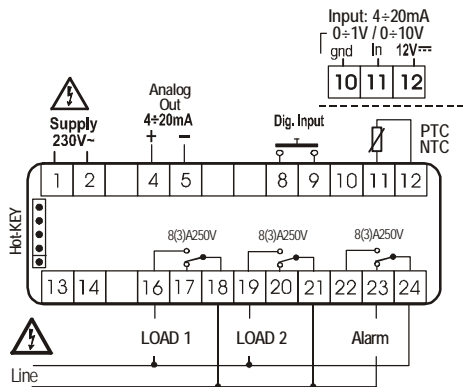 Input: 4÷20mA
0÷1V / 0÷10V
gnd In 12V⎓
10 11 12
Supply
230V~
Analog
Out
4÷20mA
+ −
Dig. Input
PTC
NTC
1 2 4 5 8 9 10 11 12
Hot-KEY
8(3)A250V 8(3)A250V 8(3)A250V
13 14 16 17 18 19 20 21 22 23 24
LOAD 1 LOAD 2 Alarm
Line